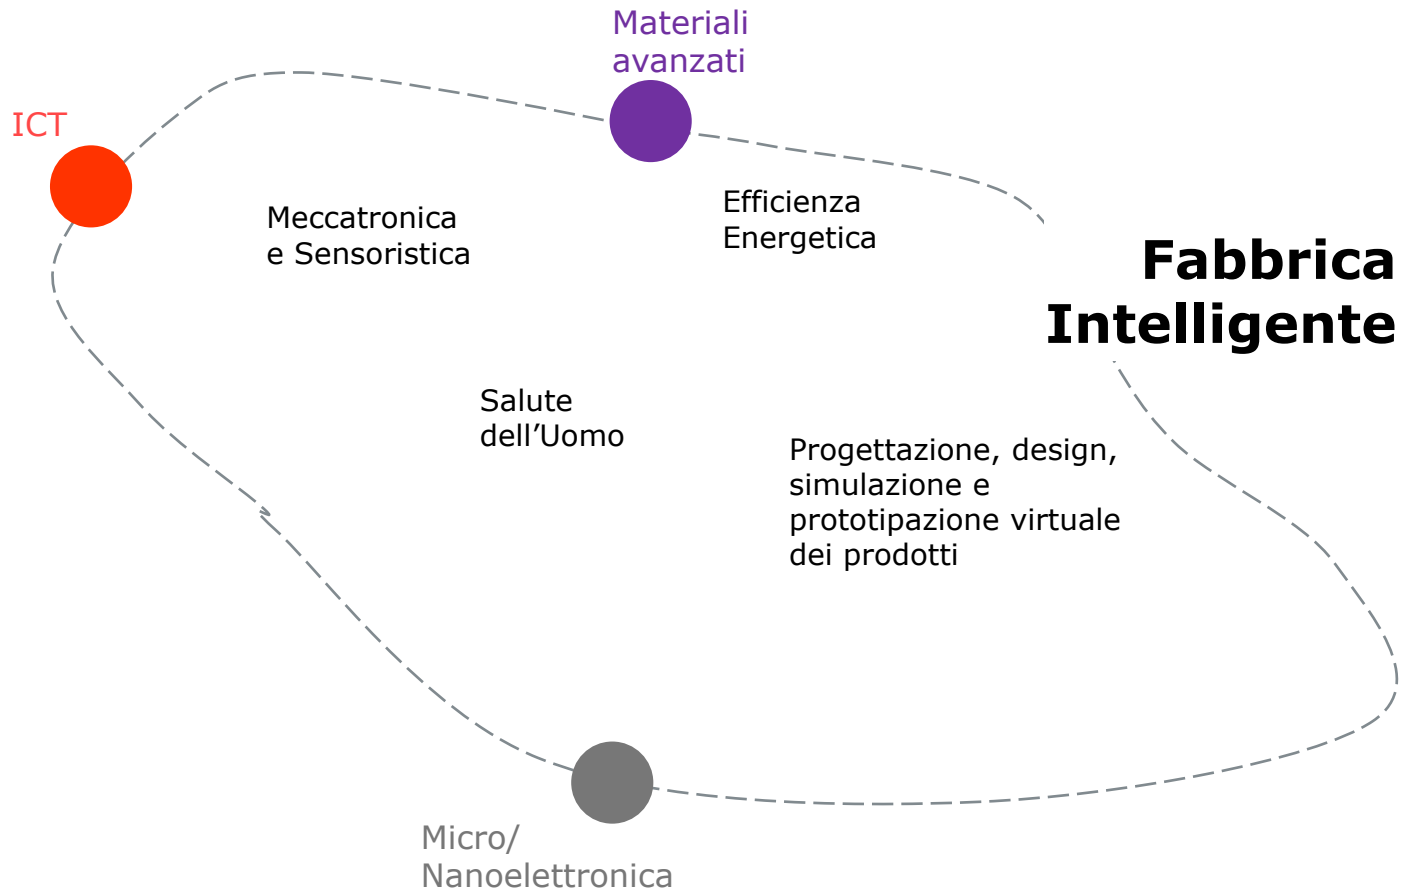 Materiali
avanzati
ICT
Meccatronica
e Sensoristica
Efficienza
Energetica
Fabbrica
Intelligente
Salute
dell’Uomo
Progettazione, design,
simulazione e
prototipazione virtuale
dei prodotti
Micro/
Nanoelettronica